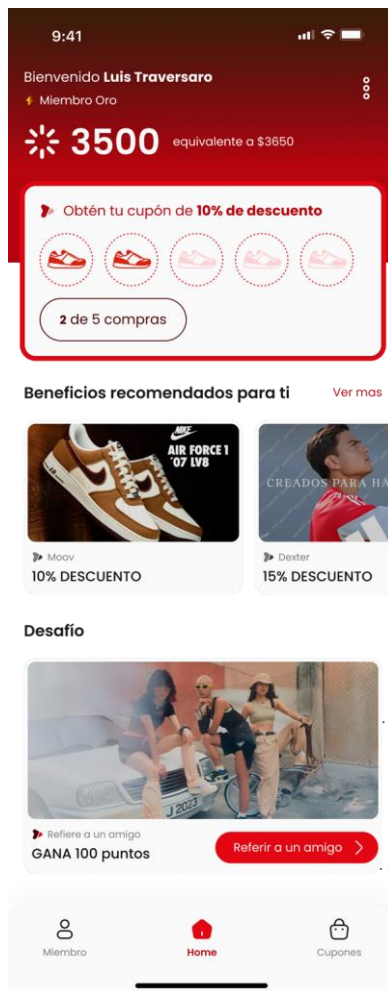 9:41
Bienvenido Luis Traversaro
Miembro Oro
3500 equivalente a $3650
Obtén tu cupón de 10% de descuento
2 de 5 compras
Beneficios recomendados para ti Ver mas
NIKE
AIR FORCE 1
'07 LV8
CREADOS PARA HA
Moov
10% DESCUENTO
Dexter
15% DESCUENTO
Desafío
J 2023
Refiere a un amigo
GANA 100 puntos
Referir a un amigo
Miembro Home Cupones